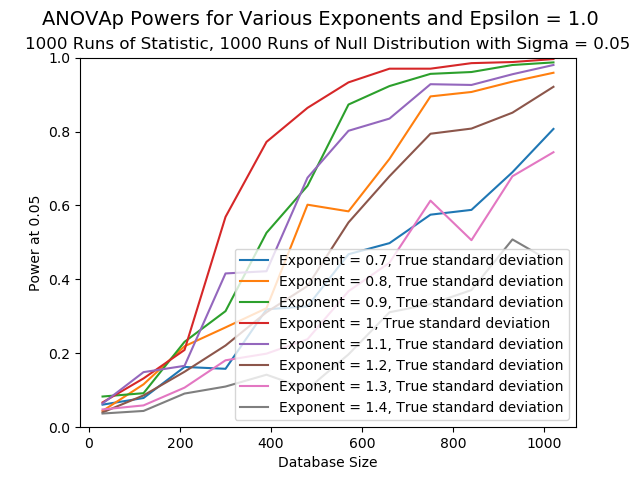 ANOVAp Powers for Various Exponents and Epsilon = 1.0
1000 Runs of Statistic, 1000 Runs of Null Distribution with Sigma = 0.05
1.0
0.8
0.6
0.4
0.2
0.0
Power at 0.05
Exponent = 0.7, True standard deviation
Exponent = 0.8, True standard deviation
Exponent = 0.9, True standard deviation
Exponent = 1, True standard deviation
Exponent = 1.1, True standard deviation
Exponent = 1.2, True standard deviation
Exponent = 1.3, True standard deviation
Exponent = 1.4, True standard deviation
0 200 400 600 800 1000
Database Size